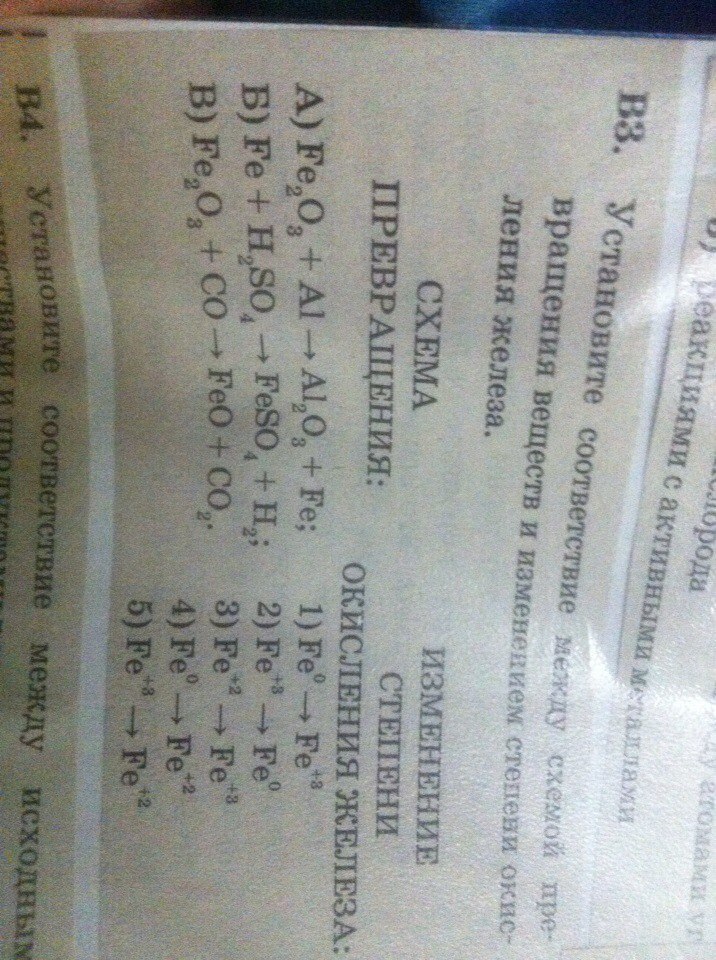 реакциями с активными металлами
В3. Установите соответствие между схемой пре-
вращения веществ и изменением степени окис-
ления железа.
СХЕМА
ПРЕВРАЩЕНИЯ:
А) Fe₂O₃ + Al → Al₂O₃ + Fe;
Б) Fe + H₂SO₄ → FeSO₄ + H₂;
В) Fe₂O₃ + CO → FeO + CO₂.
ИЗМЕНЕНИЕ
СТЕПЕНИ
ОКИСЛЕНИЯ ЖЕЛЕЗА:
1) Fe⁰ → Fe⁺³
2) Fe⁺³ → Fe⁰
3) Fe⁺² → Fe⁺³
4) Fe⁰ → Fe⁺²
5) Fe⁺³ → Fe⁺²
В4. Установите соответствие между исходным